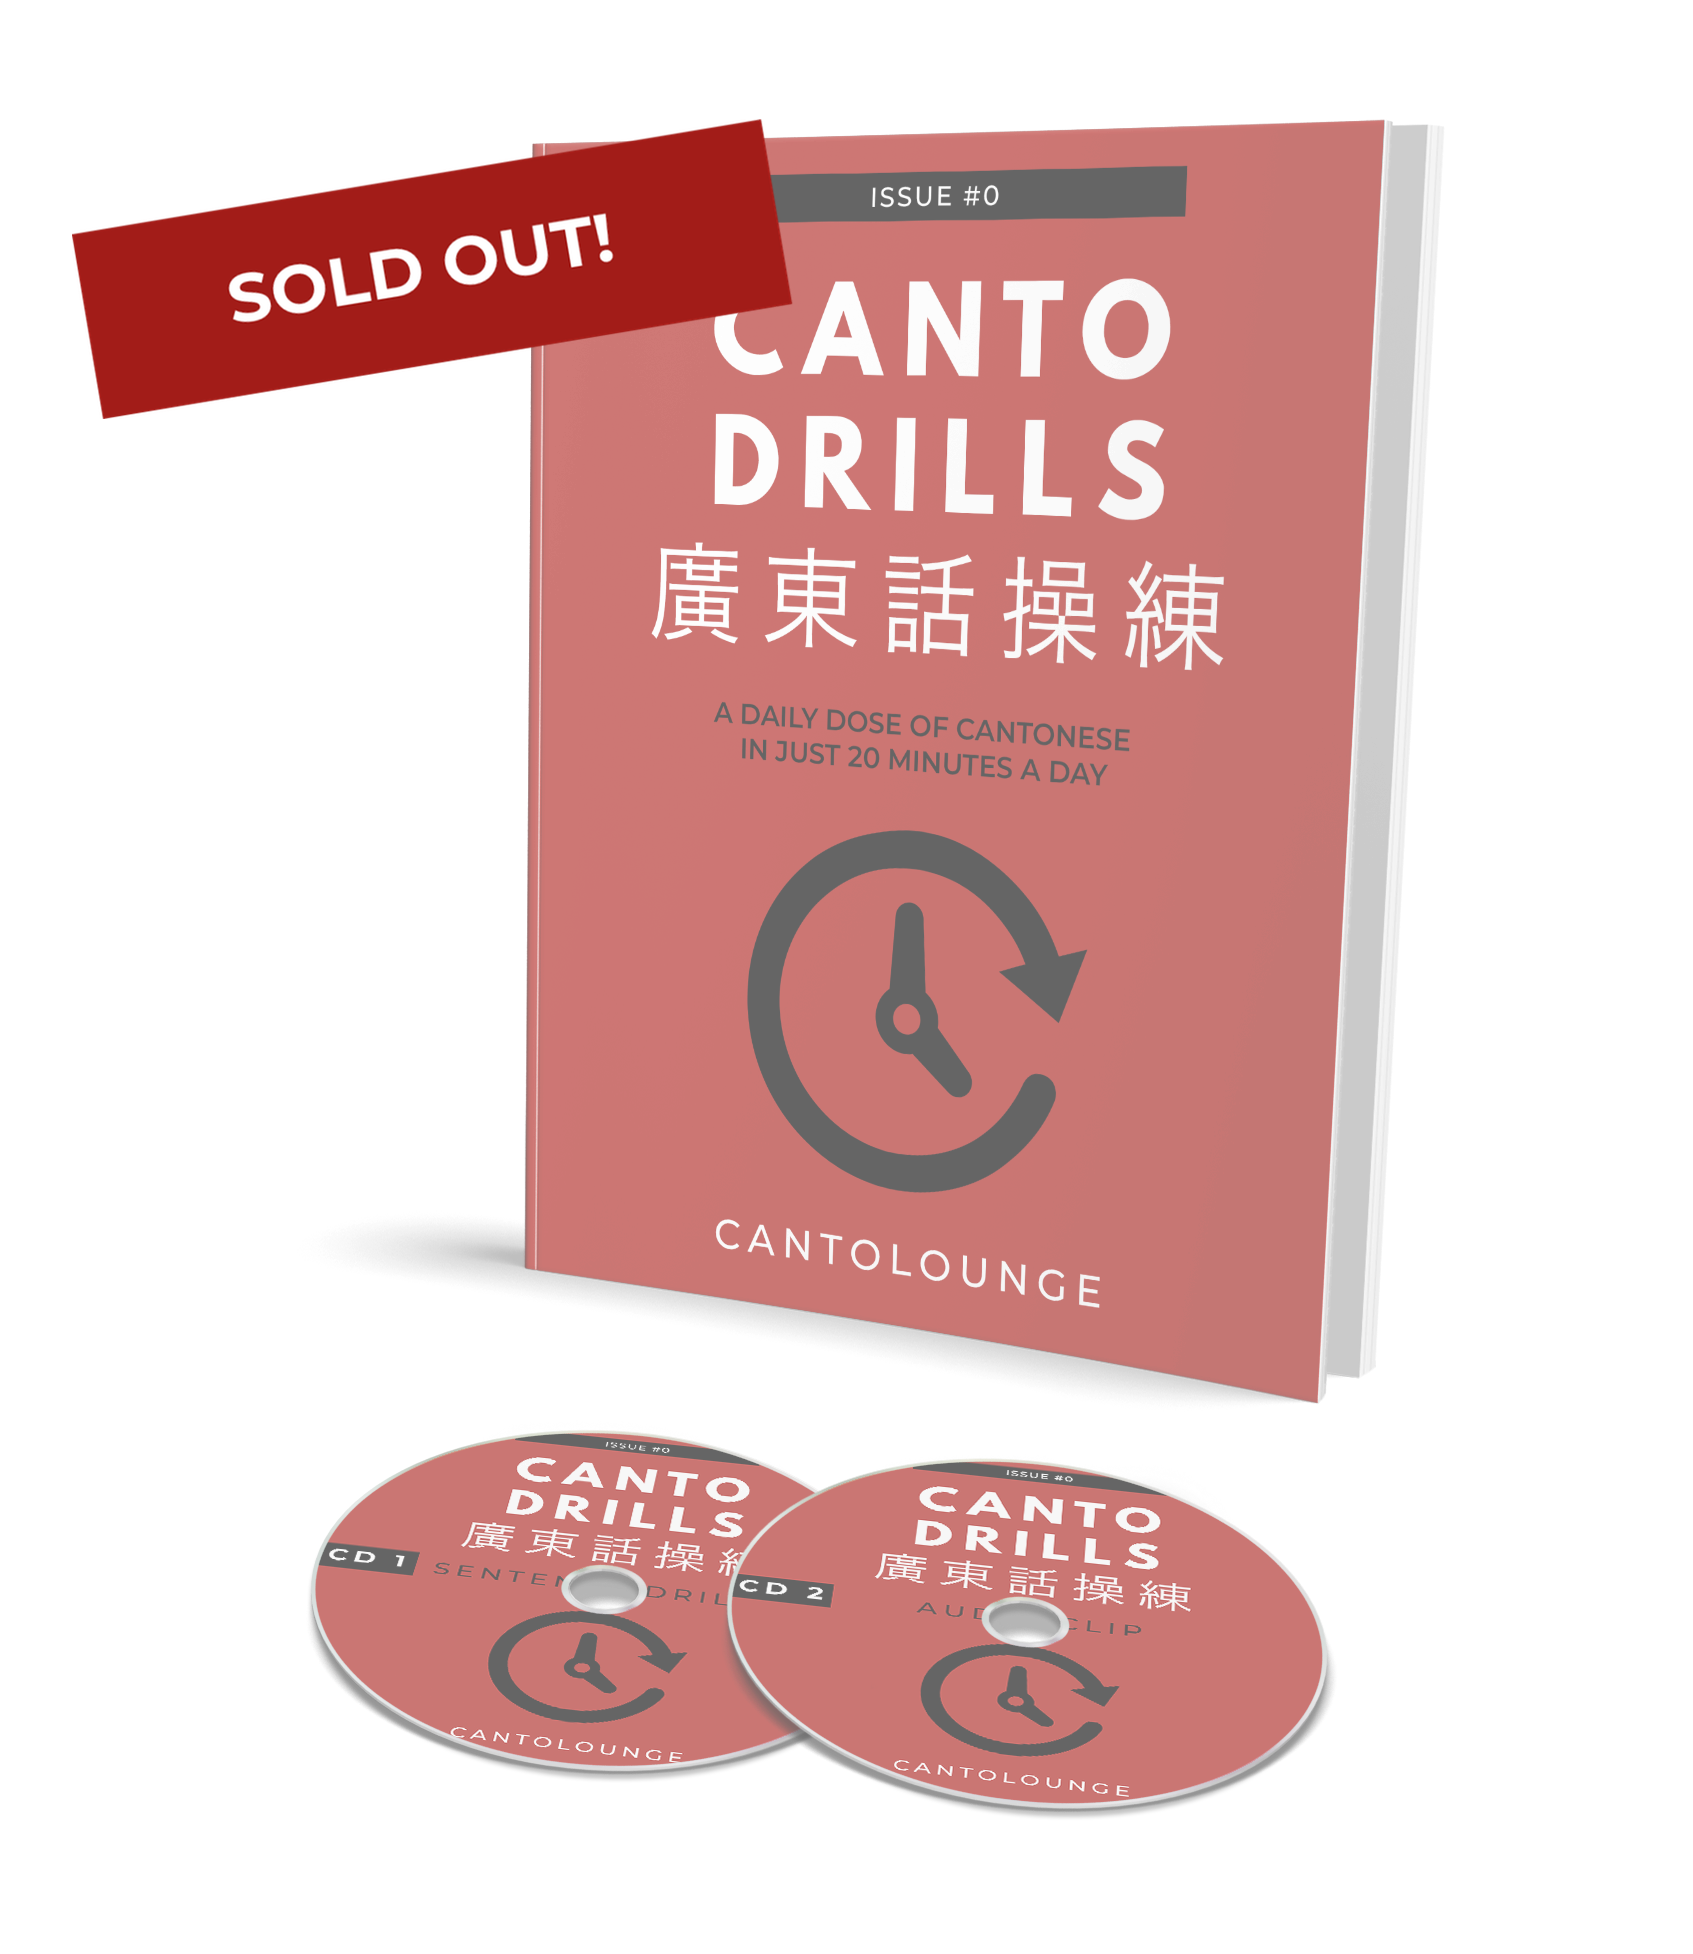 SOLD OUT!
ISSUE #0
CANTO
DRILLS
廣東話操練
A DAILY DOSE OF CANTONESE
IN JUST 20 MINUTES A DAY
CANTOLOUNGE
ISSUE #0
CANTO
DRILLS
廣東話操
CD 1
CANTOLOUNGE
ISSUE #0
CANTO
DRILLS
廣東話操練
CD 2
CLIP
CANTOLOUNGE